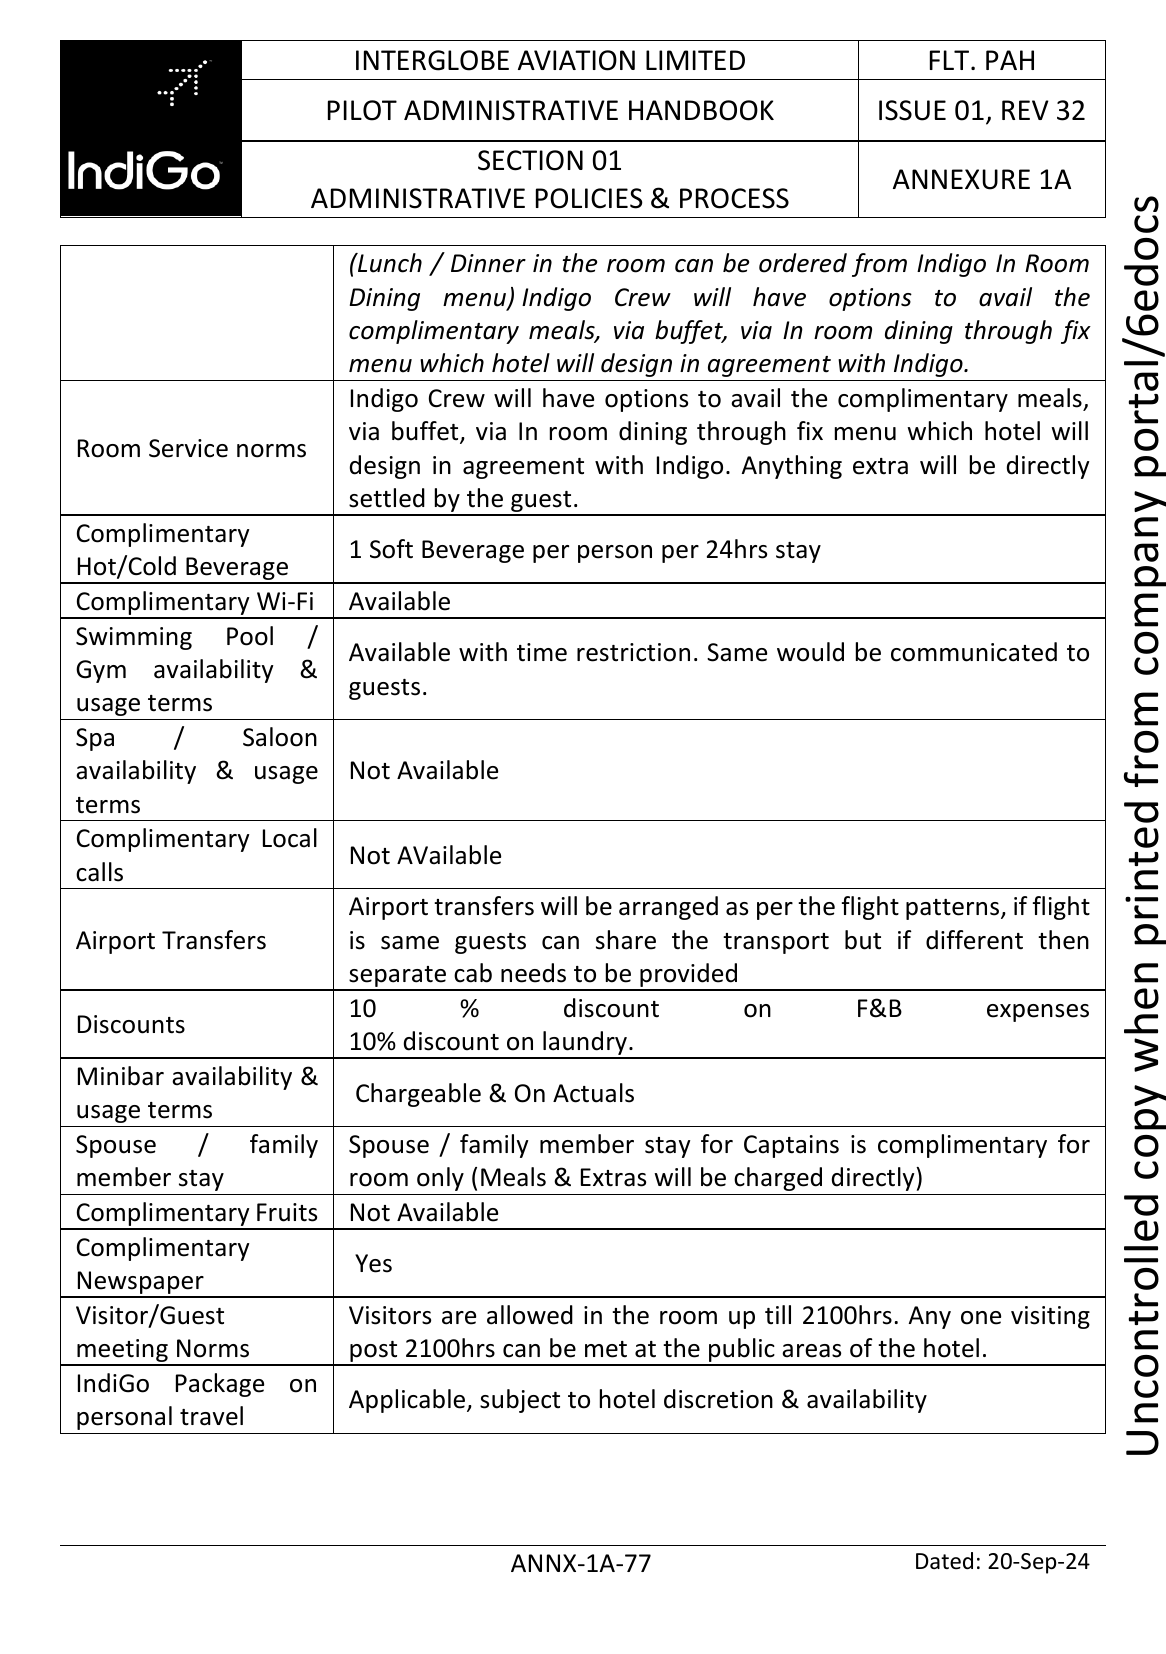 IndiGo
INTERGLOBE AVIATION LIMITED
FLT. PAH
PILOT ADMINISTRATIVE HANDBOOK
ISSUE 01, REV 32
SECTION 01
ADMINISTRATIVE POLICIES & PROCESS
ANNEXURE 1A
(Lunch / Dinner in the room can be ordered from Indigo In Room
Dining menu) Indigo Crew will have options to avail the
complimentary meals, via buffet, via In room dining through fix
menu which hotel will design in agreement with Indigo.
Room Service norms
Indigo Crew will have options to avail the complimentary meals,
via buffet, via In room dining through fix menu which hotel will
design in agreement with Indigo. Anything extra will be directly
settled by the guest.
Complimentary
Hot/Cold Beverage
1 Soft Beverage per person per 24hrs stay
Complimentary Wi-Fi
Available
Swimming Pool /
Gym availability &
usage terms
Available with time restriction. Same would be communicated to
guests.
Spa / Saloon
availability & usage
terms
Not Available
Complimentary Local
calls
Not AVailable
Airport Transfers
Airport transfers will be arranged as per the flight patterns, if flight
is same guests can share the transport but if different then
separate cab needs to be provided
Discounts
10 % discount on F&B expenses
10% discount on laundry.
Minibar availability &
usage terms
Chargeable & On Actuals
Spouse / family
member stay
Spouse / family member stay for Captains is complimentary for
room only (Meals & Extras will be charged directly)
Complimentary Fruits
Not Available
Complimentary
Newspaper
Yes
Visitor/Guest
meeting Norms
Visitors are allowed in the room up till 2100hrs. Any one visiting
post 2100hrs can be met at the public areas of the hotel.
IndiGo Package on
personal travel
Applicable, subject to hotel discretion & availability
ANNX-1A-77
Dated: 20-Sep-24
Uncontrolled copy when printed from company portal/6edocs